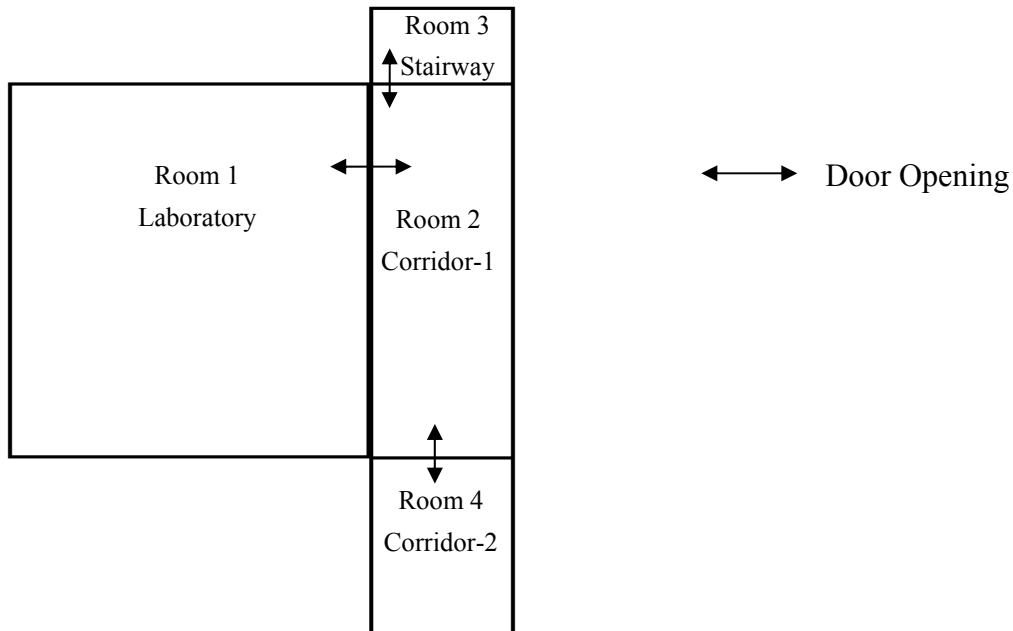 Room 3
Stairway
Room 1
Laboratory
Room 2
Corridor-1
Door Opening
Room 4
Corridor-2